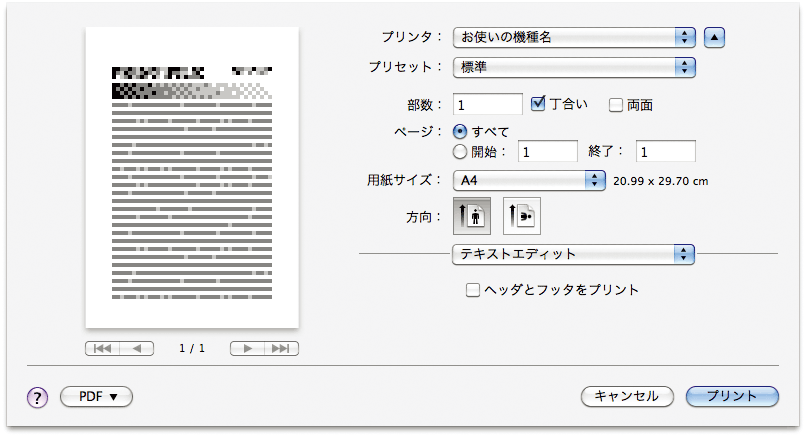 プリンタ： お使いの機種名
プリセット： 標準
部数： 1 丁合い 両面
ページ： すべて
開始： 1 終了： 1
用紙サイズ： A4 20.99 x 29.70 cm
方向：
テキストエディット
ヘッダとフッタをプリント
1 / 1
? PDF ▼ キャンセル プリント